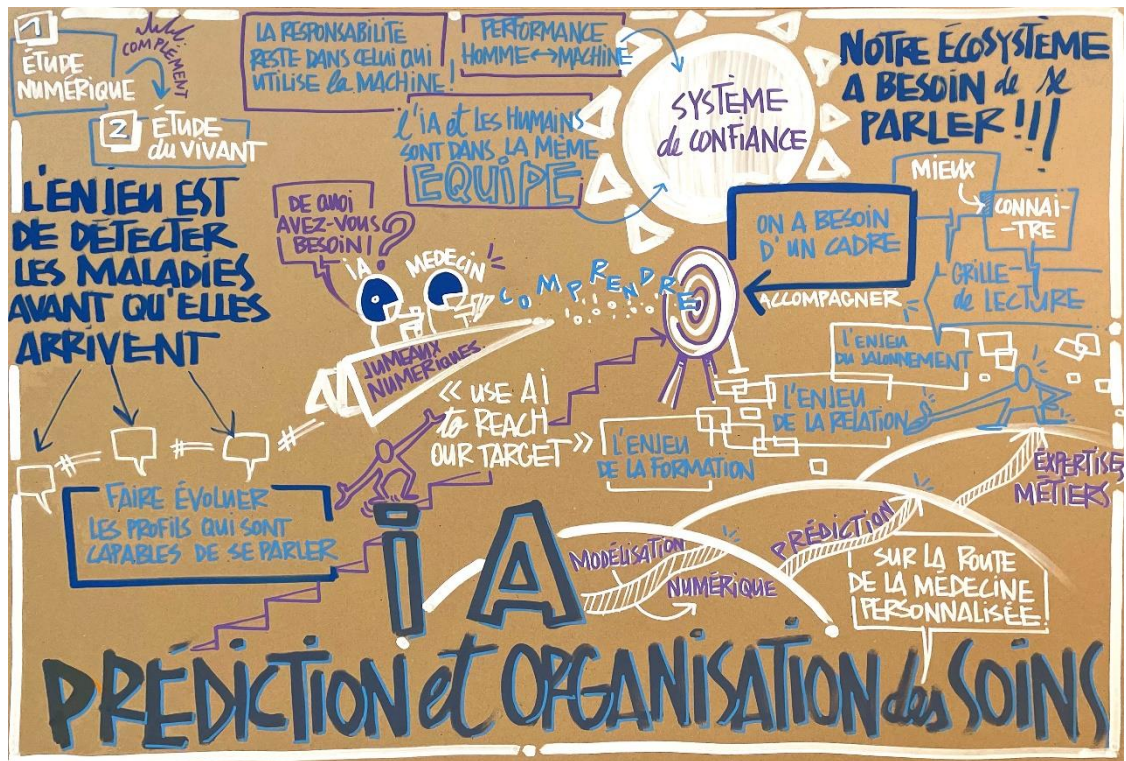 1
ÉTUDE
NUMÉRIQUE
COMPLÉMENT
2 ÉTUDE
du VIVANT
LA RESPONSABILITÉ
RESTE DANS CELUI QUI
UTILISE la MACHINE !
PERFORMANCE
HOMME ↔ MACHINE
L'IA et LES HUMAINS
SONT DANS LA MÊME
EQUIPE
SYSTÈME
de CONFIANCE
NOTRE ÉCOSYSTÈME
A BESOIN de se
PARLER !!!
MIEUX
CONNAI-
-TRE
GRILLE
de LECTURE
ON A BESOIN
D'UN CADRE
ACCOMPAGNER
L'ENJEU EST
DE DÉTECTER
LES MALADIES
AVANT QU'ELLES
ARRIVENT
DE QUOI
AVEZ-VOUS
BESOIN !?
IA
MEDECIN
COMPRENDRE
JUMEAUX
NUMÉRIQUES
« USE AI
to REACH
OUR TARGET »
L'ENJEU
DU JALONNEMENT
L'ENJEU
DE LA RELATION
L'ENJEU
DE LA FORMATION
FAIRE ÉVOLUER
LES PROFILS QUI SONT
CAPABLES DE SE PARLER
MODÉLISATION
NUMÉRIQUE
PRÉDICTION
EXPERTISES
MÉTIERS
SUR LA ROUTE
DE LA MÉDECINE
PERSONNALISÉE.
iA
PRÉDICTION et ORGANISATION des SOINS